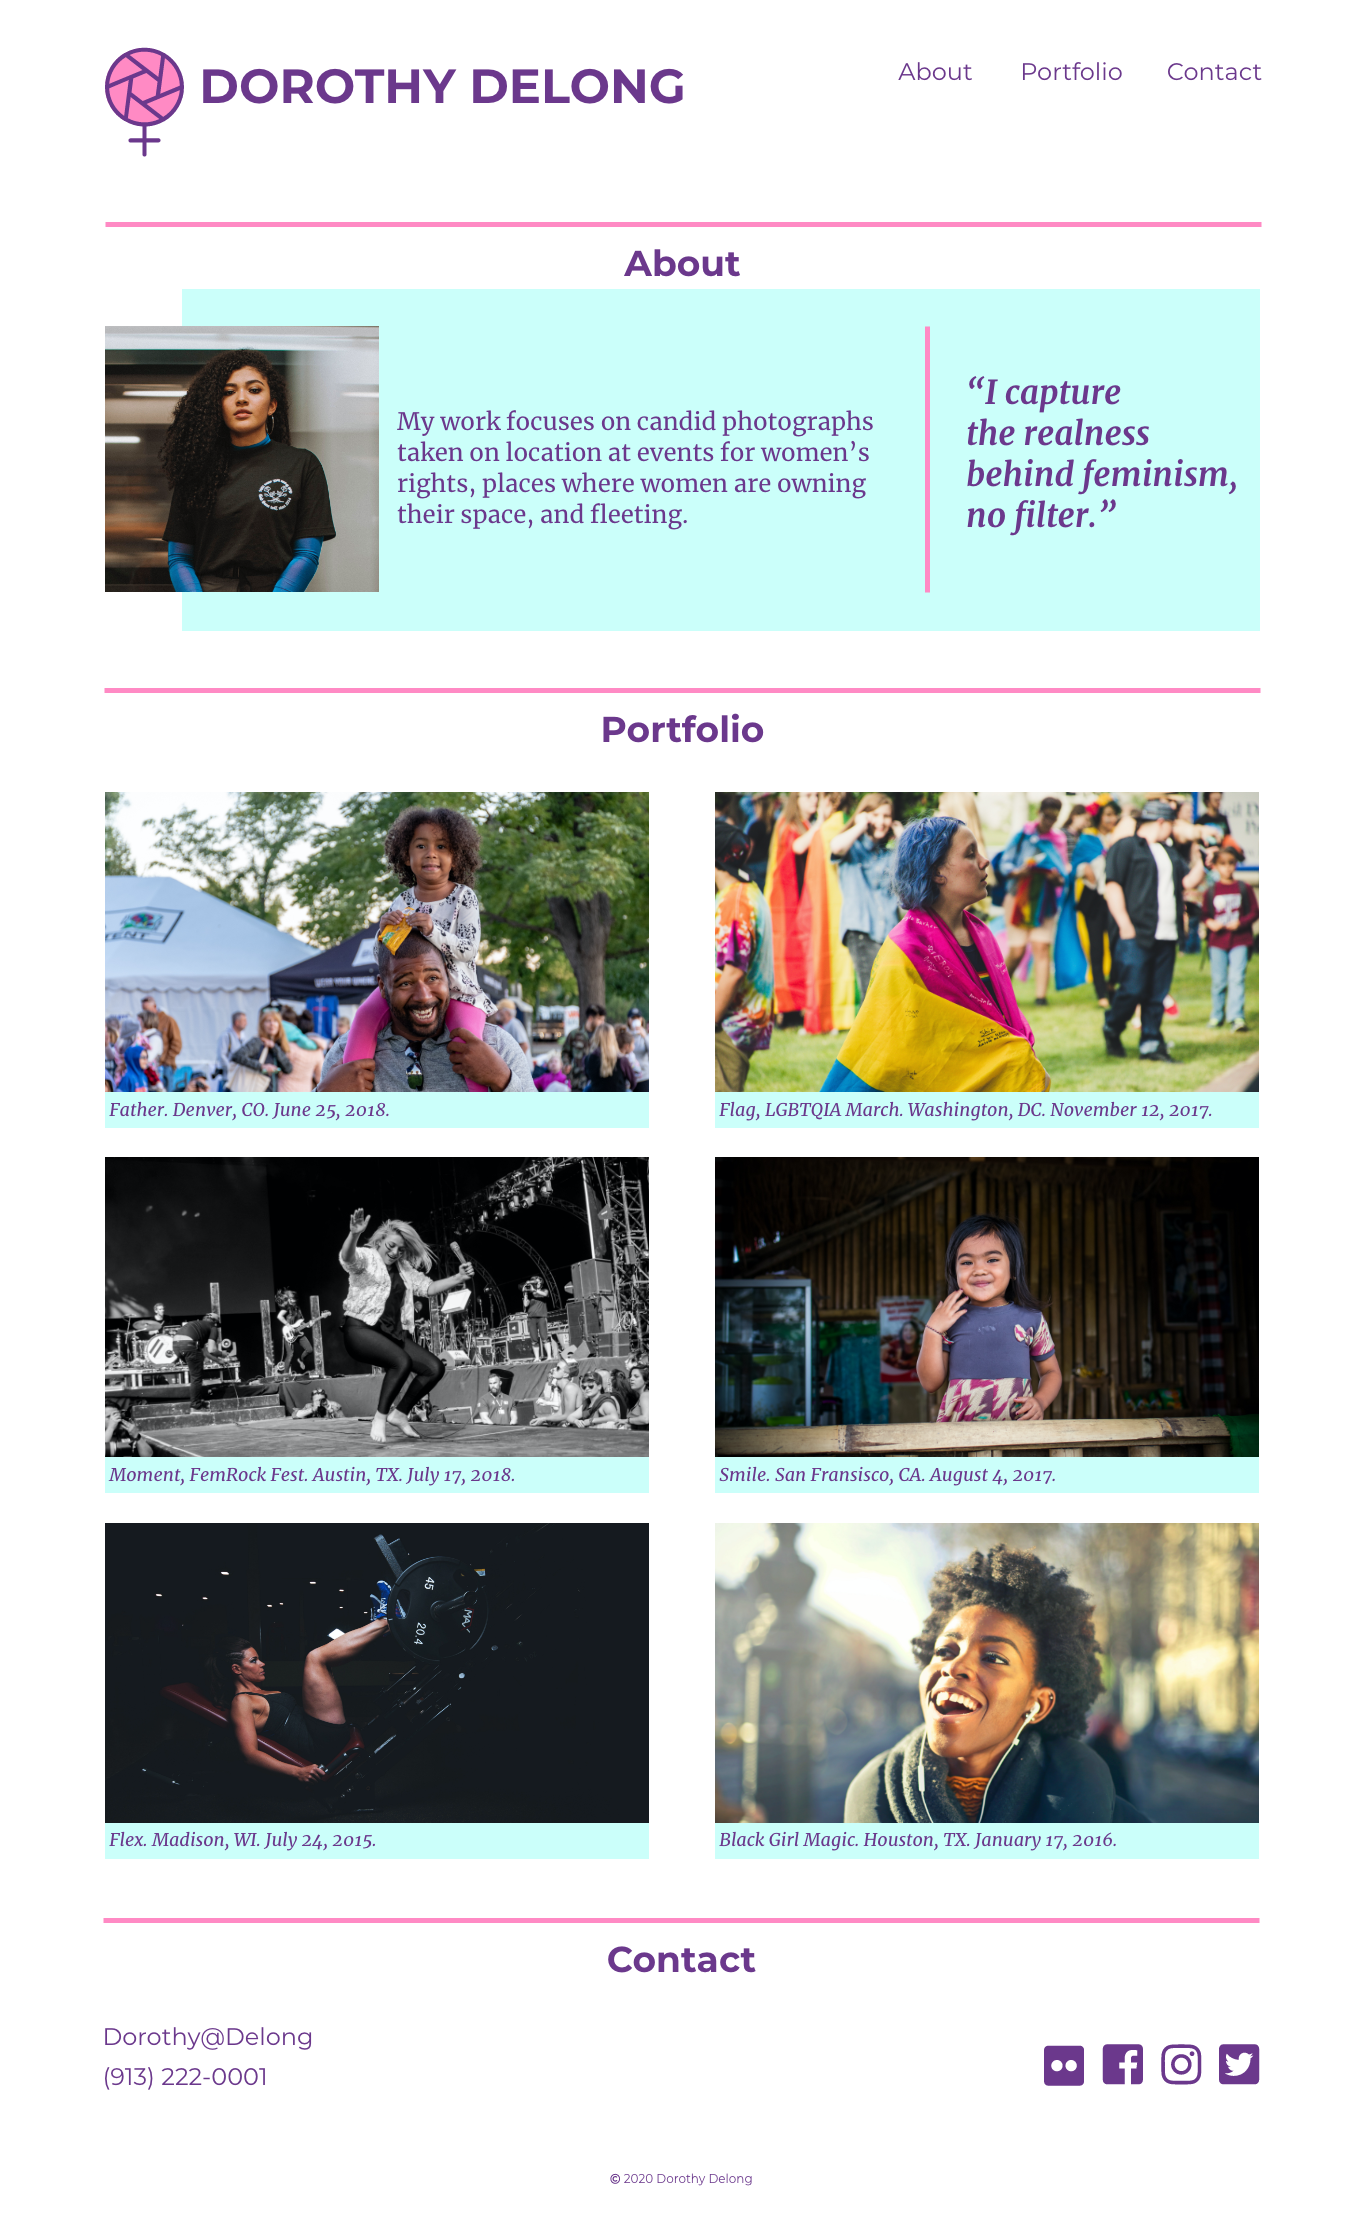 DOROTHY DELONG
About
Portfolio
Contact
About
My work focuses on candid photographs
taken on location at events for women’s
rights, places where women are owning
their space, and fleeting.
“I capture
the realness
behind feminism,
no filter.”
Portfolio
TENT
Father. Denver, CO. June 25, 2018.
Flag, LGBTQIA March. Washington, DC. November 12, 2017.
Moment, FemRock Fest. Austin, TX. July 17, 2018.
Smile. San Fransisco, CA. August 4, 2017.
45
20.4
Flex. Madison, WI. July 24, 2015.
Black Girl Magic. Houston, TX. January 17, 2016.
Contact
Dorothy@Delong
(913) 222-0001
© 2020 Dorothy Delong